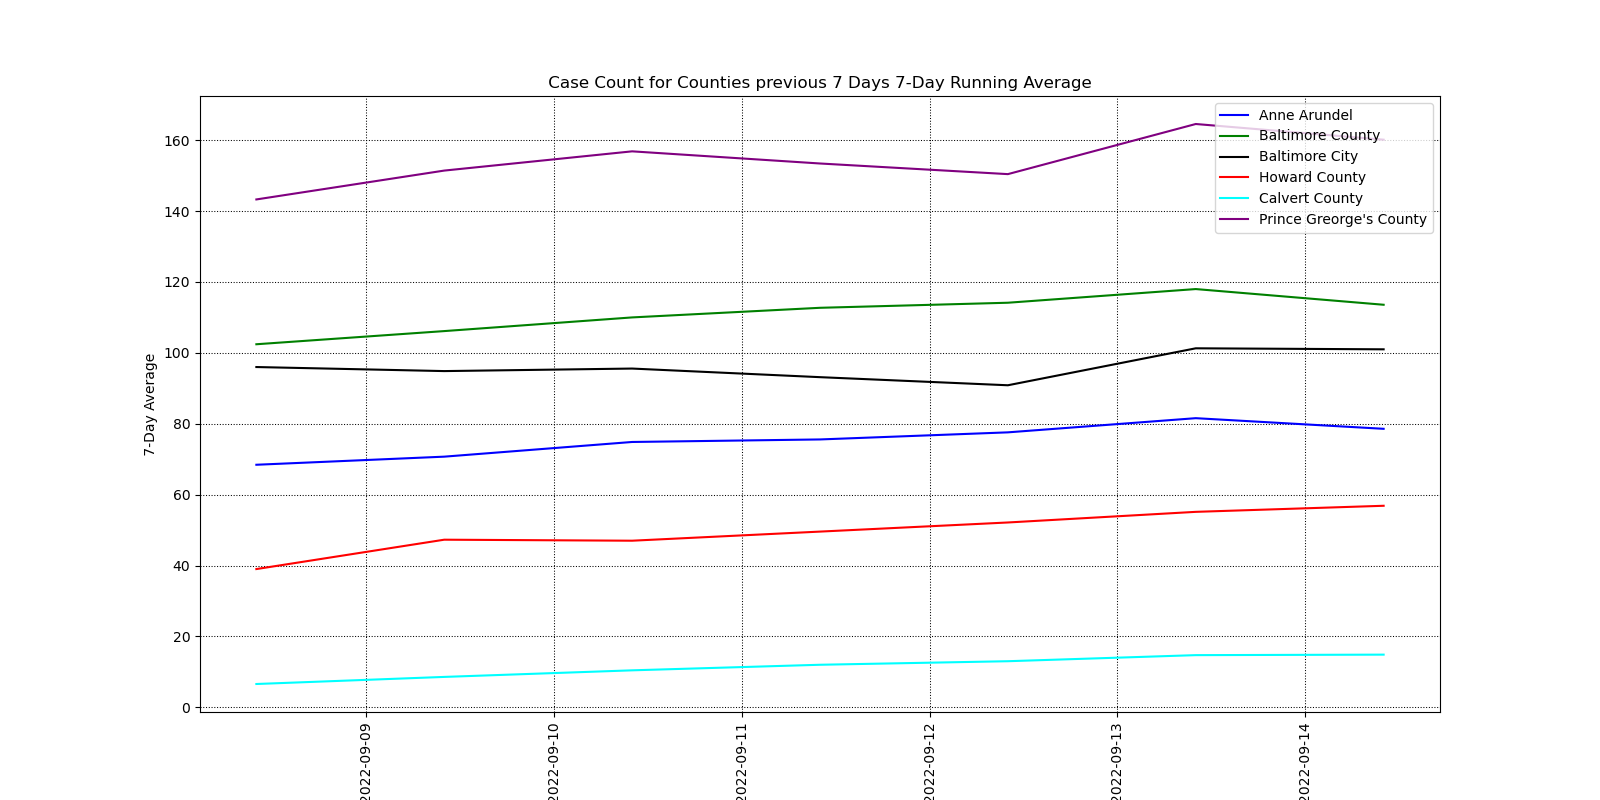 Case Count for Counties previous 7 Days 7-Day Running Average
Anne Arundel
Baltimore County
Baltimore City
Howard County
Calvert County
Prince Greorge's County
7-Day Average
160
140
120
100
80
60
40
20
0
2022-09-09
2022-09-10
2022-09-11
2022-09-12
2022-09-13
2022-09-14